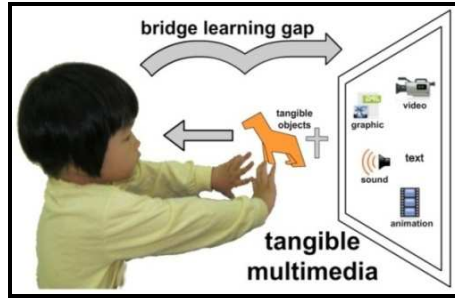 bridge learning gap
tangible
objects
video
graphic
sound
text
animation
tangible
multimedia